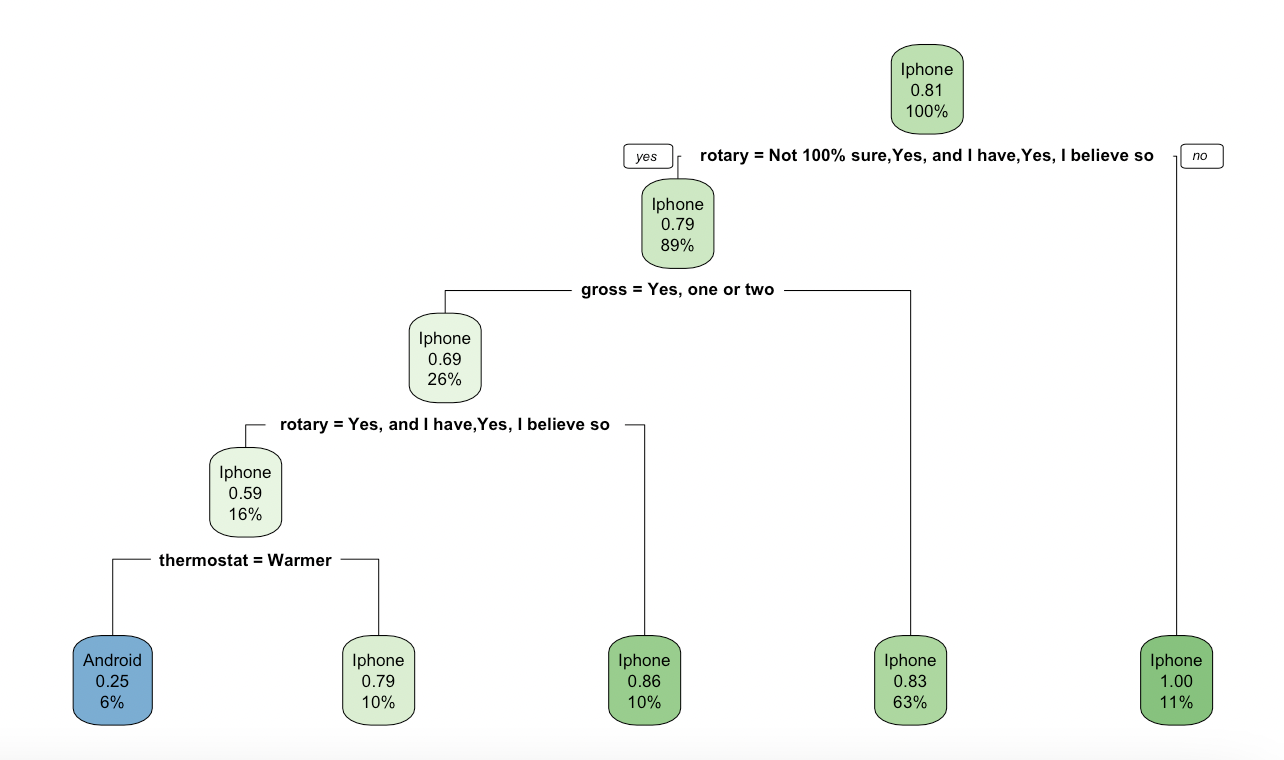 Iphone
0.81
100%
yes
rotary = Not 100% sure,Yes, and I have,Yes, I believe so
no
Iphone
0.79
89%
gross = Yes, one or two
Iphone
0.69
26%
rotary = Yes, and I have,Yes, I believe so
Iphone
0.59
16%
thermostat = Warmer
Android
0.25
6%
Iphone
0.79
10%
Iphone
0.86
10%
Iphone
0.83
63%
Iphone
1.00
11%